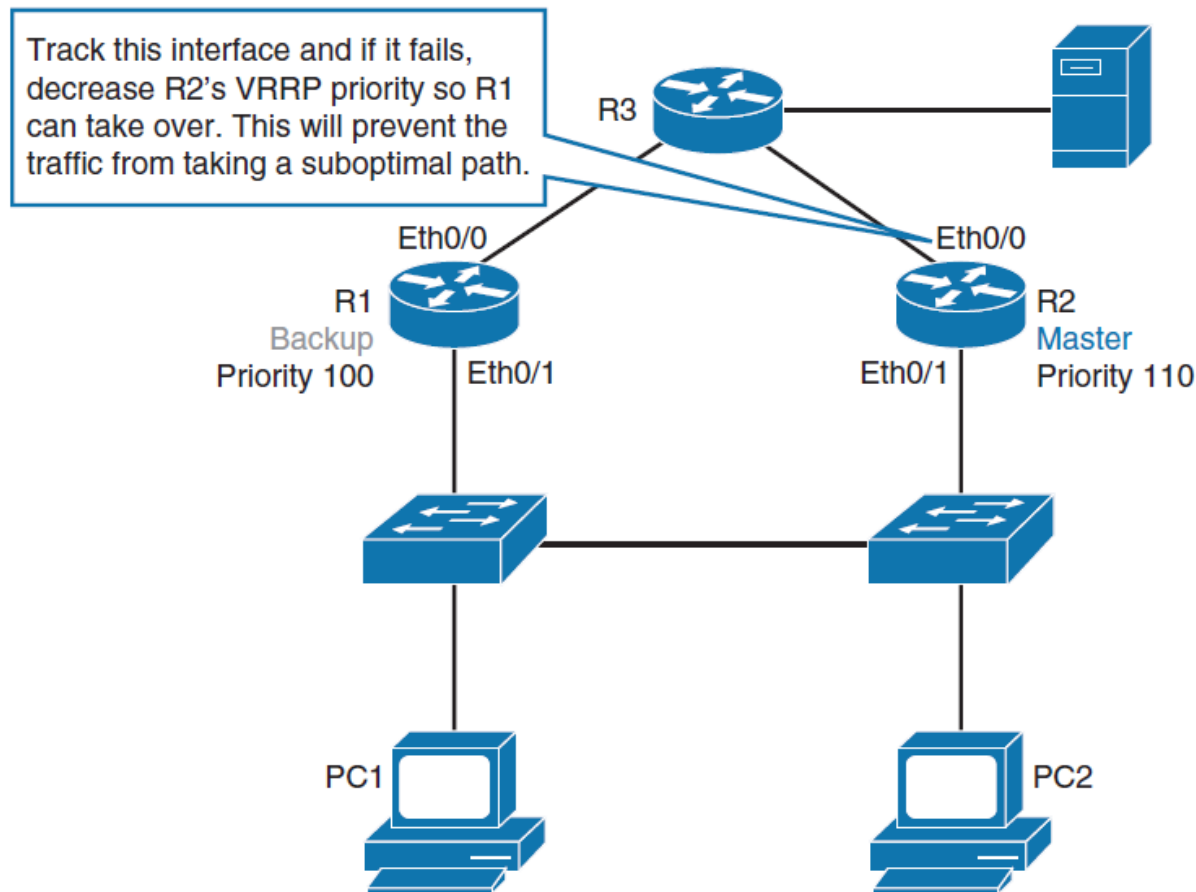 Track this interface and if it fails,
decrease R2's VRRP priority so R1
can take over. This will prevent the
traffic from taking a suboptimal path.
R3
Eth0/0
Eth0/0
R1
Backup
Priority 100
Eth0/1
Eth0/1
R2
Master
Priority 110
PC1
PC2